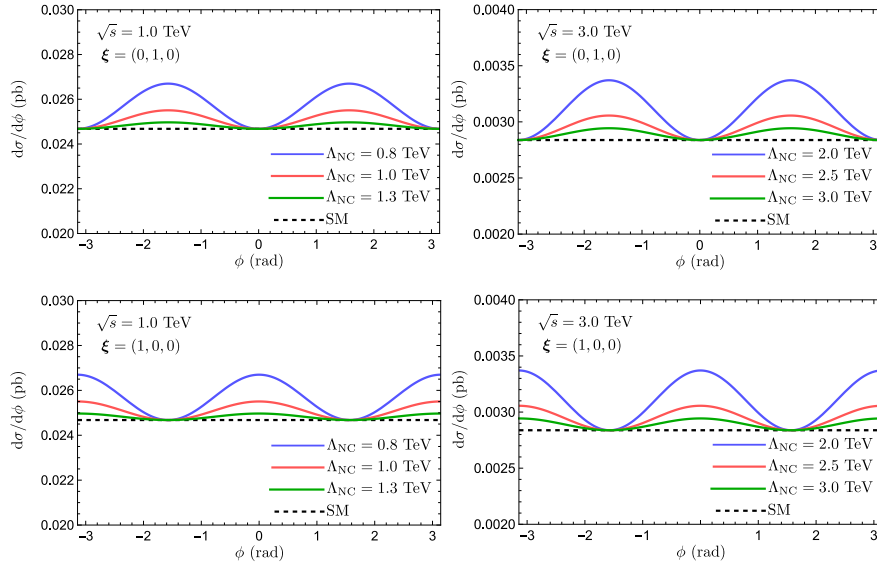 √s = 1.0 TeV
ξ = (0, 1, 0)
dσ/dϕ (pb)
0.030
0.028
0.026
0.024
0.022
0.020
Λ_NC = 0.8 TeV
Λ_NC = 1.0 TeV
Λ_NC = 1.3 TeV
SM
−3 −2 −1 0 1 2 3
ϕ (rad)
√s = 3.0 TeV
ξ = (0, 1, 0)
dσ/dϕ (pb)
0.0040
0.0035
0.0030
0.0025
0.0020
Λ_NC = 2.0 TeV
Λ_NC = 2.5 TeV
Λ_NC = 3.0 TeV
SM
−3 −2 −1 0 1 2 3
ϕ (rad)
√s = 1.0 TeV
ξ = (1, 0, 0)
dσ/dϕ (pb)
0.030
0.028
0.026
0.024
0.022
0.020
Λ_NC = 0.8 TeV
Λ_NC = 1.0 TeV
Λ_NC = 1.3 TeV
SM
−3 −2 −1 0 1 2 3
ϕ (rad)
√s = 3.0 TeV
ξ = (1, 0, 0)
dσ/dϕ (pb)
0.0040
0.0035
0.0030
0.0025
0.0020
Λ_NC = 2.0 TeV
Λ_NC = 2.5 TeV
Λ_NC = 3.0 TeV
SM
−3 −2 −1 0 1 2 3
ϕ (rad)